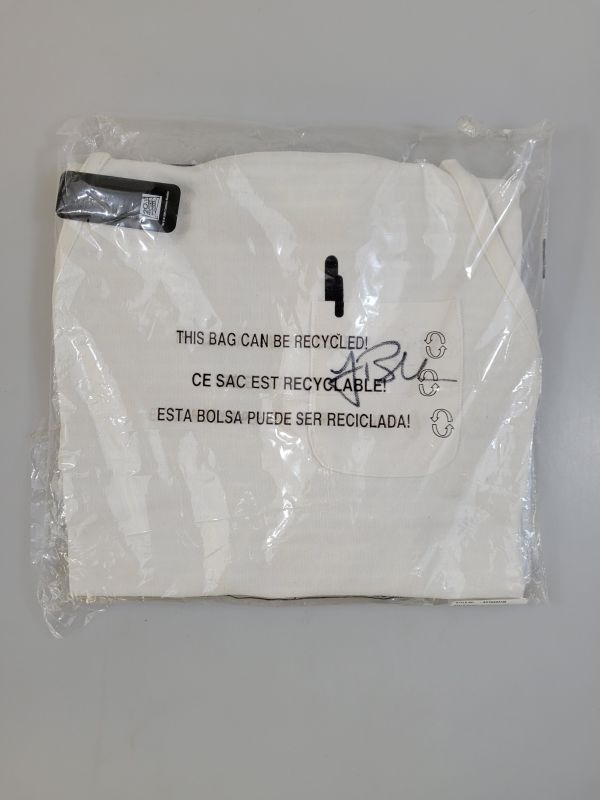 THIS BAG CAN BE RECYCLED!
CE SAC EST RECYCLABLE!
ESTA BOLSA PUEDE SER RECICLADA!